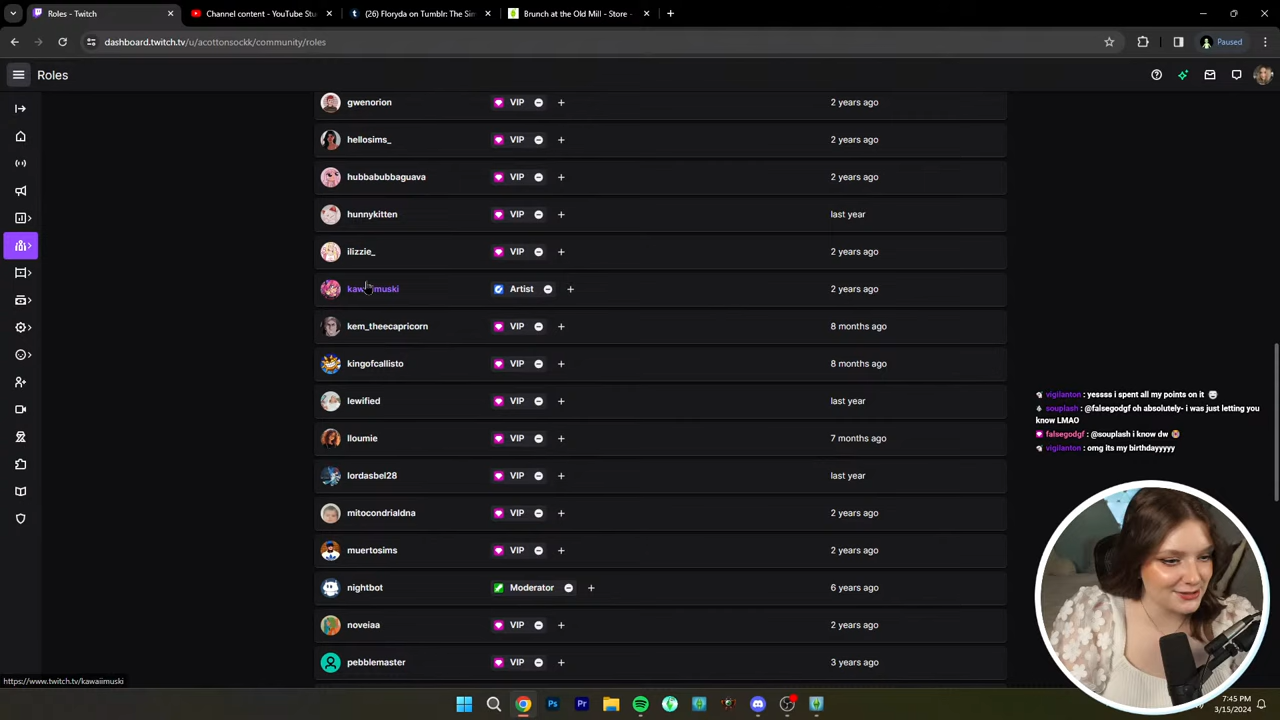 Roles - Twitch
Channel content - YouTube Stu
(26) Floryda on Tumblr: The Sim
Brunch at the Old Mill - Store -
dashboard.twitch.tv/u/acottonsockk/community/roles
Paused
Roles
gwenorion VIP 2 years ago
hellosims_ VIP 2 years ago
hubbabubbaguava VIP 2 years ago
hunnykitten VIP last year
ilizzie_ VIP 2 years ago
kawaiimuski Artist 2 years ago
kem_theecapricorn VIP 8 months ago
kingofcallisto VIP 8 months ago
lewified VIP last year
lloumie VIP 7 months ago
lordasbel28 VIP last year
mitocondrialdna VIP 2 years ago
muertosims VIP 2 years ago
nightbot Moderator 6 years ago
noveiaa VIP 2 years ago
pebblemaster VIP 3 years ago
vigilanton : yessss i spent all my points on it
souplash : @falsegodgf oh absolutely- i was just letting you
know LMAO
falsegodgf : @souplash i know dw
vigilanton : omg its my birthdayyyyy
https://www.twitch.tv/kawaiimuski
7:45 PM
3/15/2024